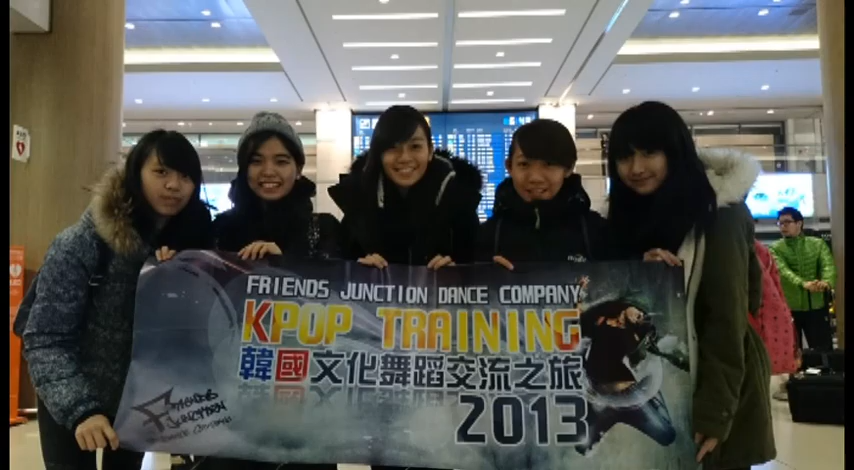 FRIENDS JUNCTION DANCE COMPANY
KPOP TRAINING
韓國文化舞蹈交流之旅
2013
FRIENDS
JUNCTION
DANCE COMPANY